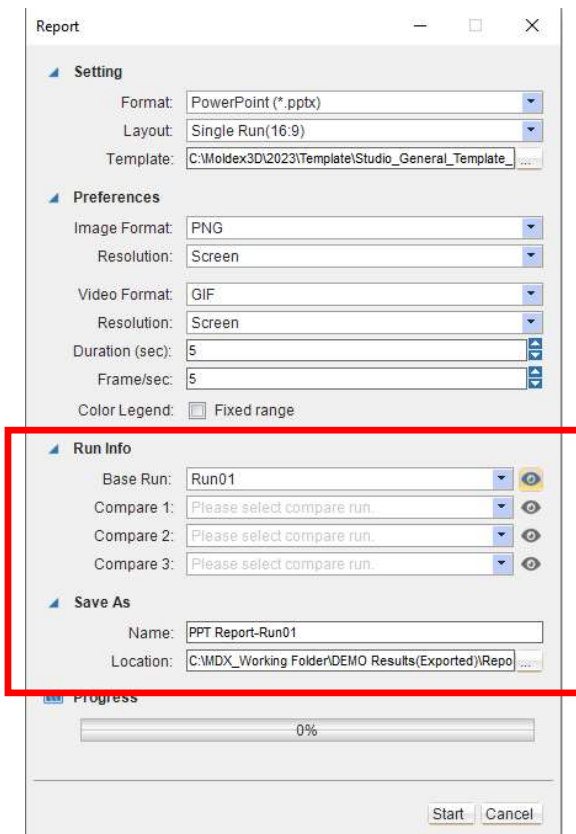 Report
Setting
Format: PowerPoint (*.pptx)
Layout: Single Run(16:9)
Template: C:\Moldex3D\2023\Template\Studio_General_Template_ ...
Preferences
Image Format: PNG
Resolution: Screen
Video Format: GIF
Resolution: Screen
Duration (sec): 5
Frame/sec: 5
Color Legend: Fixed range
Run Info
Base Run: Run01
Compare 1: Please select compare run.
Compare 2: Please select compare run.
Compare 3: Please select compare run.
Save As
Name: PPT Report-Run01
Location: C:\MDX_Working Folder\DEMO Results(Exported)\Repo ...
Progress
0%
Start Cancel